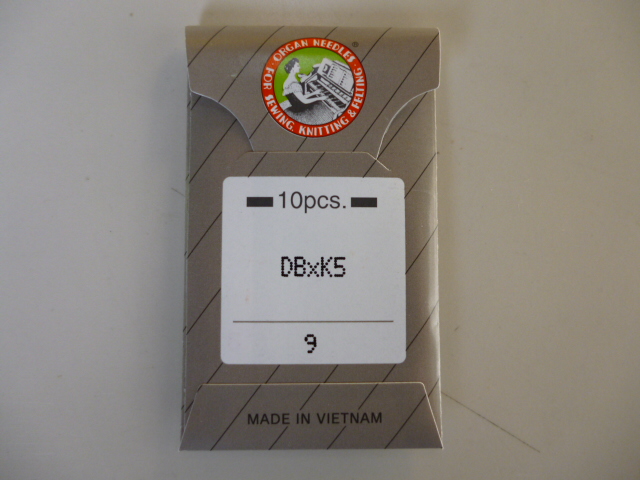 ORGAN NEEDLES
FOR SEWING, KNITTING & FELTING
®
10pcs.
DBxK5
9
MADE IN VIETNAM